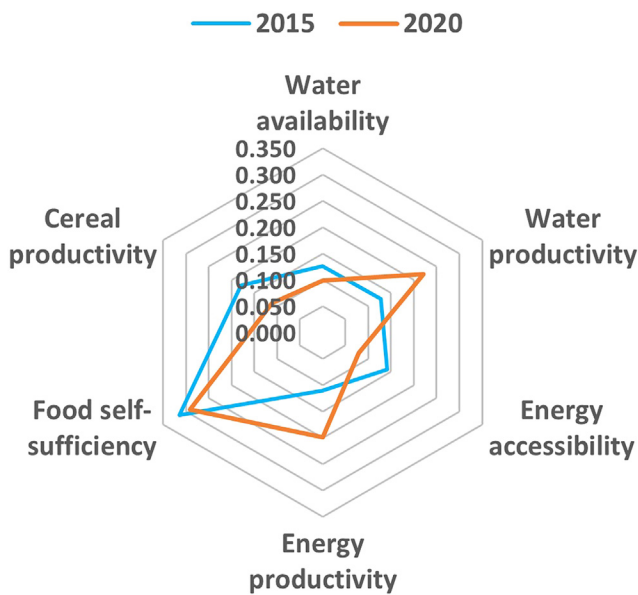 2015 2020
Water
availability
0.350
0.300
0.250
0.200
0.150
0.100
0.050
0.000
Cereal
productivity
Water
productivity
Food self-
sufficiency
Energy
accessibility
Energy
productivity